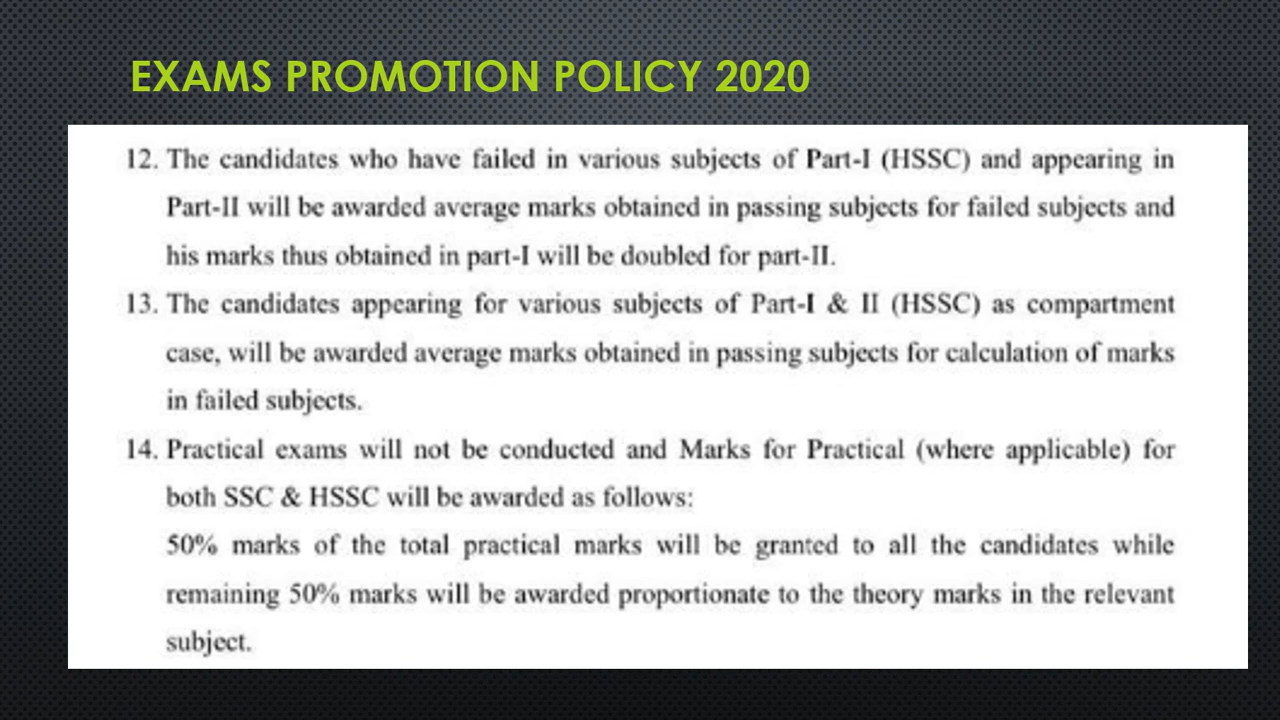 EXAMS PROMOTION POLICY 2020
12. The candidates who have failed in various subjects of Part-I (HSSC) and appearing in
Part-II will be awarded average marks obtained in passing subjects for failed subjects and
his marks thus obtained in part-I will be doubled for part-II.
13. The candidates appearing for various subjects of Part-I & II (HSSC) as compartment
case, will be awarded average marks obtained in passing subjects for calculation of marks
in failed subjects.
14. Practical exams will not be conducted and Marks for Practical (where applicable) for
both SSC & HSSC will be awarded as follows:
50% marks of the total practical marks will be granted to all the candidates while
remaining 50% marks will be awarded proportionate to the theory marks in the relevant
subject.